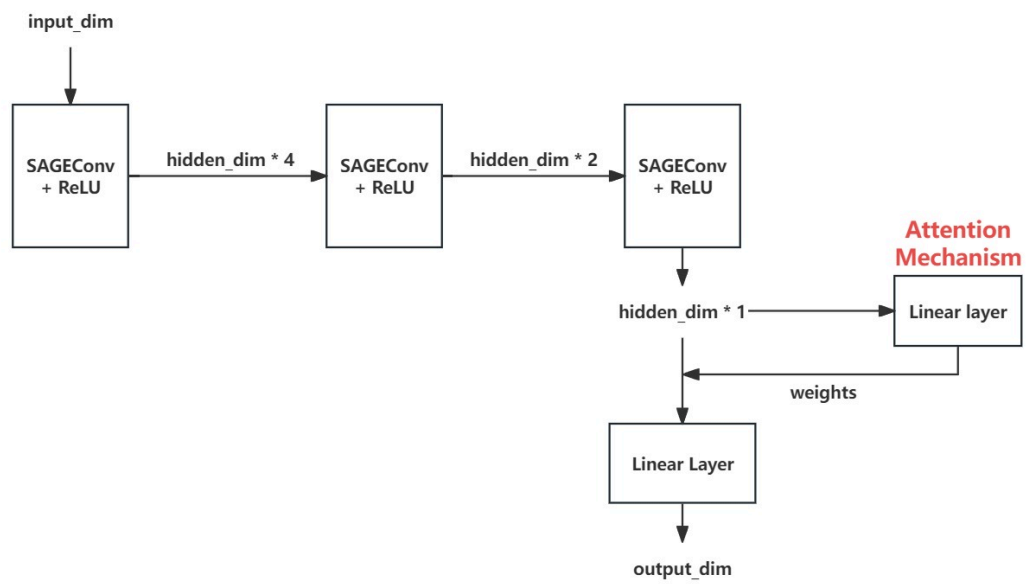 input_dim
SAGEConv
+ ReLU
hidden_dim * 4
SAGEConv
+ ReLU
hidden_dim * 2
SAGEConv
+ ReLU
Attention
Mechanism
hidden_dim * 1
Linear layer
weights
Linear Layer
output_dim